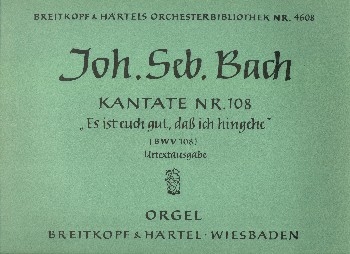 BREITKOPF & HÄRTELS ORCHESTERBIBLIOTHEK NR. 4608
Joh. Seb. Bach
KANTATE NR. 108
„Es ist euch gut, daß ich hingehe“
(BWV 108)
Urtextausgabe
ORGEL
BREITKOPF & HÄRTEL · WIESBADEN